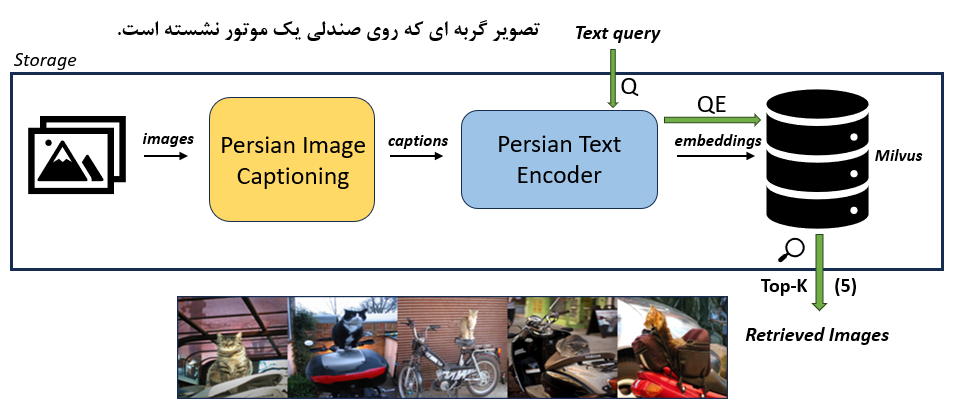 تصویر گربه ای که روی صندلی یک موتور نشسته است.
Text query
Storage
Q
QE
images
Persian Image
Captioning
captions
Persian Text
Encoder
embeddings
Milvus
Top-K
(5)
Retrieved Images